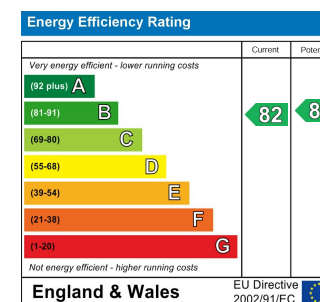 Energy Efficiency Rating
Current
Very energy efficient - lower running costs
(92 plus) A
(81-91) B
82
(69-80) C
(55-68) D
(39-54) E
(21-38) F
(1-20) G
Not energy efficient - higher running costs
England & Wales
EU Directive
2002/91/EC